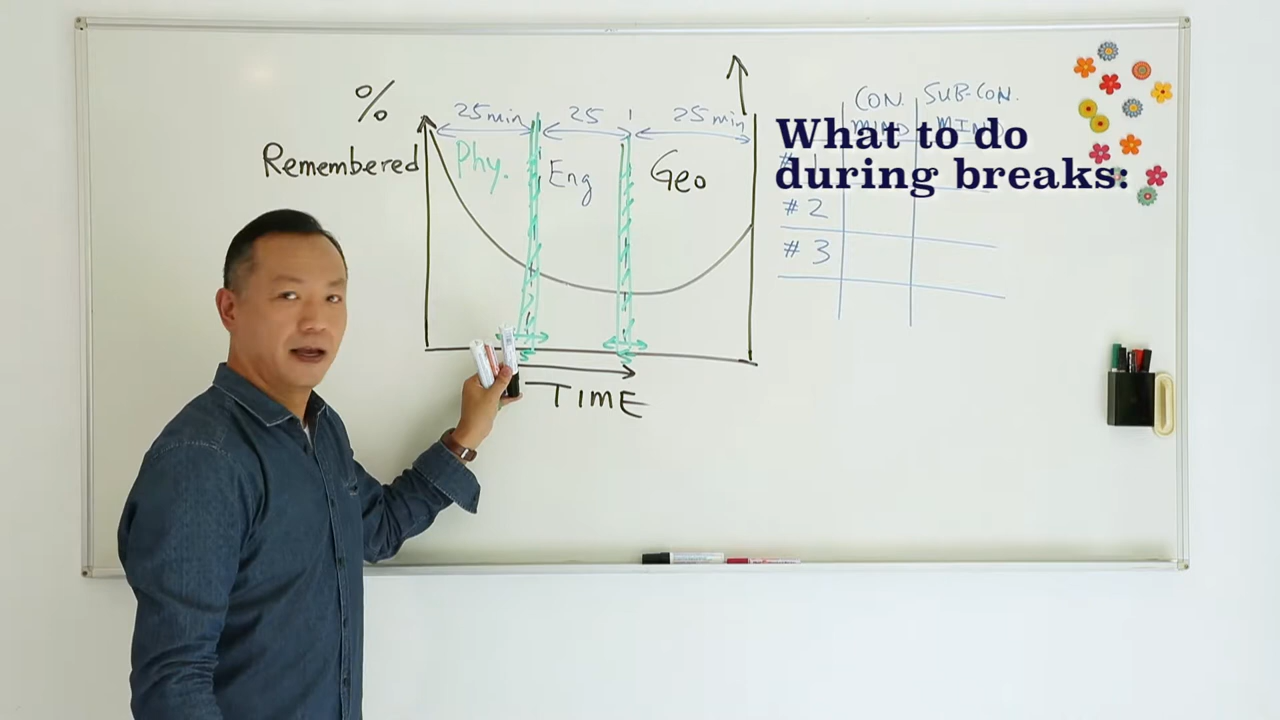 %
Remembered
25 min
25
25 min
Phy.
Eng
Geo
TIME
CON. SUB-CON.
MIND MIND
What to do
during breaks:
# 1
# 2
# 3